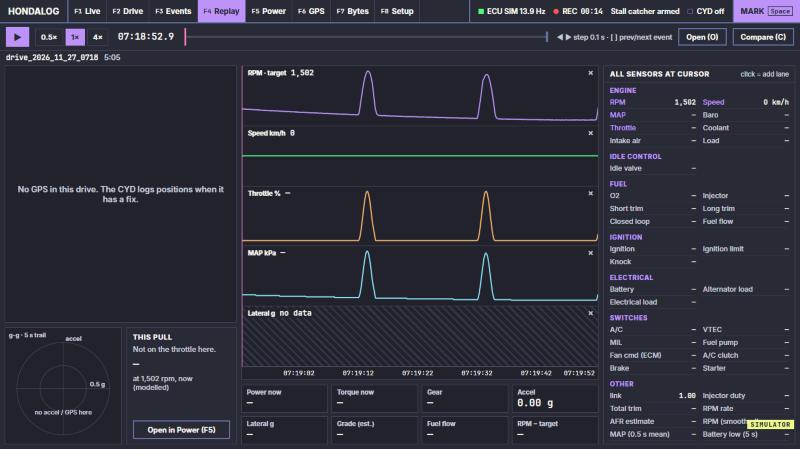 HONDALOG F1 Live F2 Drive F3 Events F4 Replay F5 Power F6 GPS F7 Bytes F8 Setup ECU SIM 13.9 Hz REC 00:14 Stall catcher armed CYD off MARK Space
0.5× 1× 4× 07:18:52.9 ◀ ▶ step 0.1 s · [ ] prev/next event Open (O) Compare (C)
drive_2026_11_27_0718 5:05
No GPS in this drive. The CYD logs positions when it
has a fix.
g-g · 5 s trail
accel
0.5 g
no accel / GPS here
THIS PULL
Not on the throttle here.
—
at 1,502 rpm, now
(modelled)
Open in Power (F5)
RPM · target 1,502 ×
Speed km/h 0 ×
Throttle % — ×
MAP kPa — ×
Lateral g no data ×
07:19:02 07:19:12 07:19:22 07:19:32 07:19:42 07:19:52
Power now Torque now Gear Accel
— — — 0.00 g
Lateral g Grade (est.) Fuel flow RPM − target
— — — —
ALL SENSORS AT CURSOR click = add lane
ENGINE
RPM 1,502 Speed 0 km/h
MAP — Baro —
Throttle — Coolant —
Intake air — Load —
IDLE CONTROL
Idle valve —
FUEL
O2 — Injector —
Short trim — Long trim —
Closed loop — Fuel flow —
IGNITION
Ignition — Ignition limit —
Knock —
ELECTRICAL
Battery — Alternator load —
Electrical load —
SWITCHES
A/C — VTEC —
MIL — Fuel pump —
Fan cmd (ECM) — A/C clutch —
Brake — Starter —
OTHER
link 1.00 Injector duty —
Total trim — RPM rate —
AFR estimate — RPM (smooth
SIMULATOR
MAP (0.5 s mean) — Battery low (5 s) —